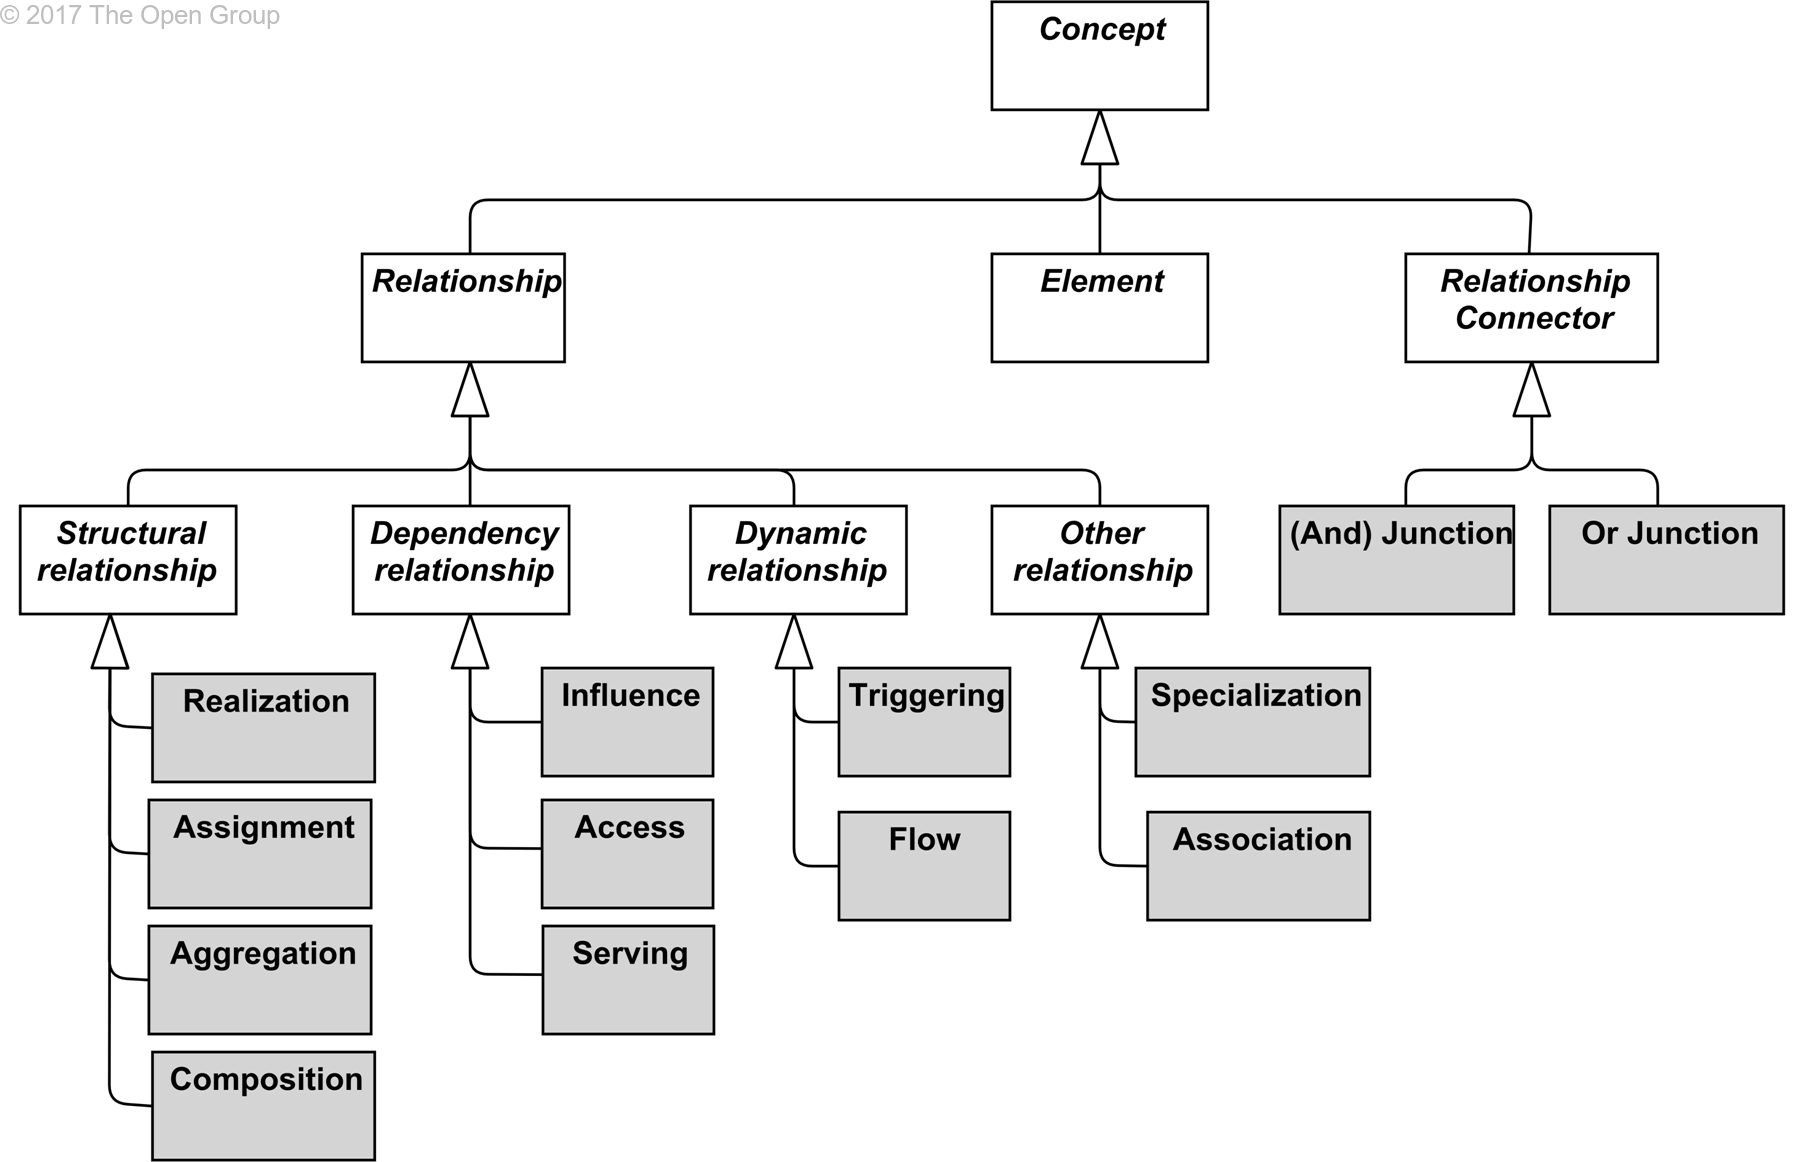 © 2017 The Open Group
Concept
Relationship
Element
Relationship
Connector
Structural
relationship
Dependency
relationship
Dynamic
relationship
Other
relationship
(And) Junction
Or Junction
Realization
Influence
Triggering
Specialization
Assignment
Access
Flow
Association
Aggregation
Serving
Composition